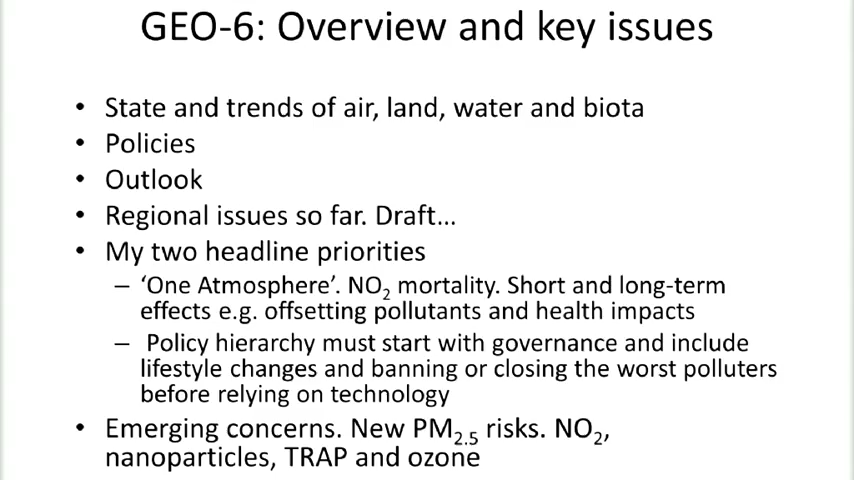 GEO-6: Overview and key issues
• State and trends of air, land, water and biota
• Policies
• Outlook
• Regional issues so far. Draft…
• My two headline priorities
– ‘One Atmosphere’. NO₂ mortality. Short and long-term
effects e.g. offsetting pollutants and health impacts
– Policy hierarchy must start with governance and include
lifestyle changes and banning or closing the worst polluters
before relying on technology
• Emerging concerns. New PM₂.₅ risks. NO₂,
nanoparticles, TRAP and ozone